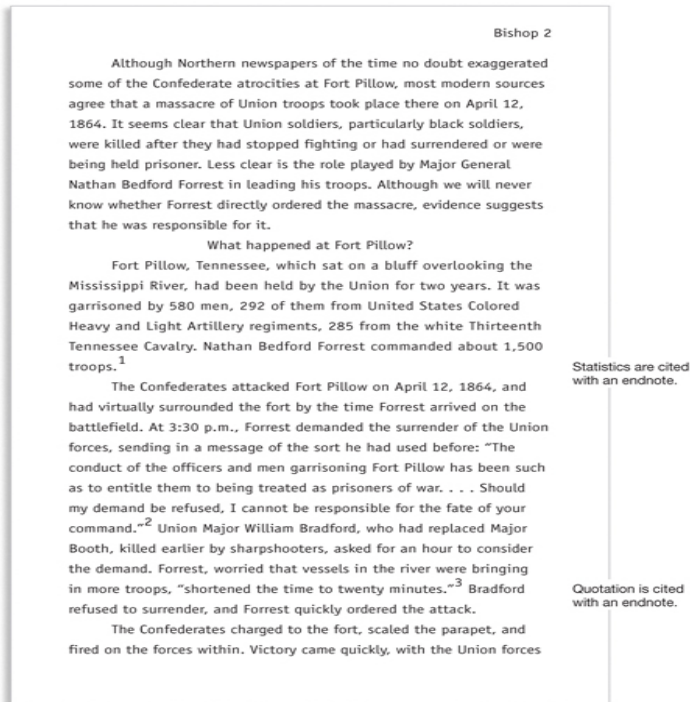 Bishop 2
Although Northern newspapers of the time no doubt exaggerated
some of the Confederate atrocities at Fort Pillow, most modern sources
agree that a massacre of Union troops took place there on April 12,
1864. It seems clear that Union soldiers, particularly black soldiers,
were killed after they had stopped fighting or had surrendered or were
being held prisoner. Less clear is the role played by Major General
Nathan Bedford Forrest in leading his troops. Although we will never
know whether Forrest directly ordered the massacre, evidence suggests
that he was responsible for it.
What happened at Fort Pillow?
Fort Pillow, Tennessee, which sat on a bluff overlooking the
Mississippi River, had been held by the Union for two years. It was
garrisoned by 580 men, 292 of them from United States Colored
Heavy and Light Artillery regiments, 285 from the white Thirteenth
Tennessee Cavalry. Nathan Bedford Forrest commanded about 1,500
troops.1
Statistics are cited
with an endnote.
The Confederates attacked Fort Pillow on April 12, 1864, and
had virtually surrounded the fort by the time Forrest arrived on the
battlefield. At 3:30 p.m., Forrest demanded the surrender of the Union
forces, sending in a message of the sort he had used before: “The
conduct of the officers and men garrisoning Fort Pillow has been such
as to entitle them to being treated as prisoners of war. . . . Should
my demand be refused, I cannot be responsible for the fate of your
command.”2 Union Major William Bradford, who had replaced Major
Booth, killed earlier by sharpshooters, asked for an hour to consider
the demand. Forrest, worried that vessels in the river were bringing
in more troops, “shortened the time to twenty minutes.”3 Bradford
refused to surrender, and Forrest quickly ordered the attack.
Quotation is cited
with an endnote.
The Confederates charged to the fort, scaled the parapet, and
fired on the forces within. Victory came quickly, with the Union forces